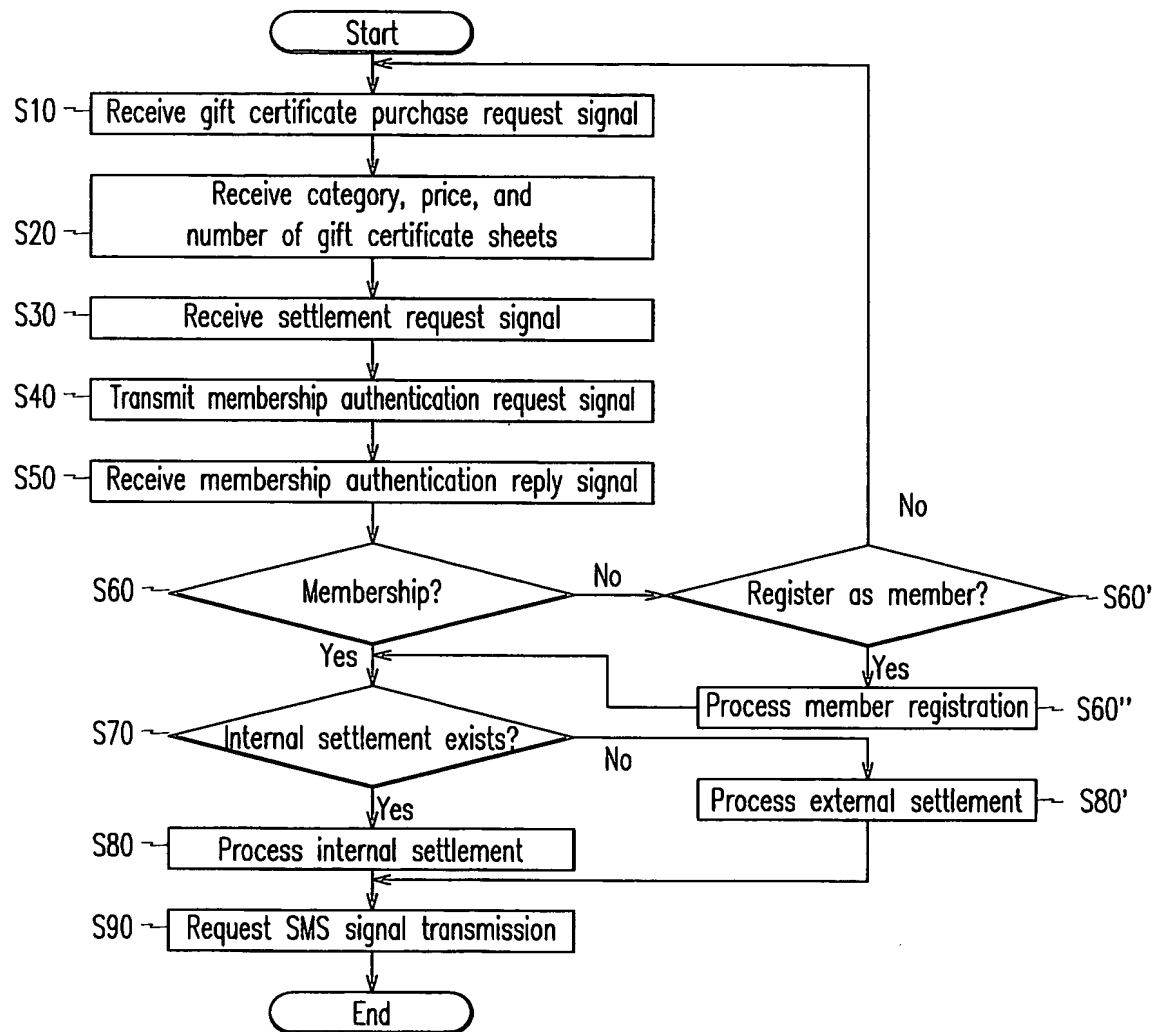 Start
S10
Receive gift certificate purchase request signal
S20
Receive category, price, and
number of gift certificate sheets
S30
Receive settlement request signal
S40
Transmit membership authentication request signal
S50
Receive membership authentication reply signal
No
S60
Membership?
No
Register as member?
S60'
Yes
Yes
Process member registration
S60''
S70
Internal settlement exists?
No
Process external settlement
S80'
Yes
S80
Process internal settlement
S90
Request SMS signal transmission
End